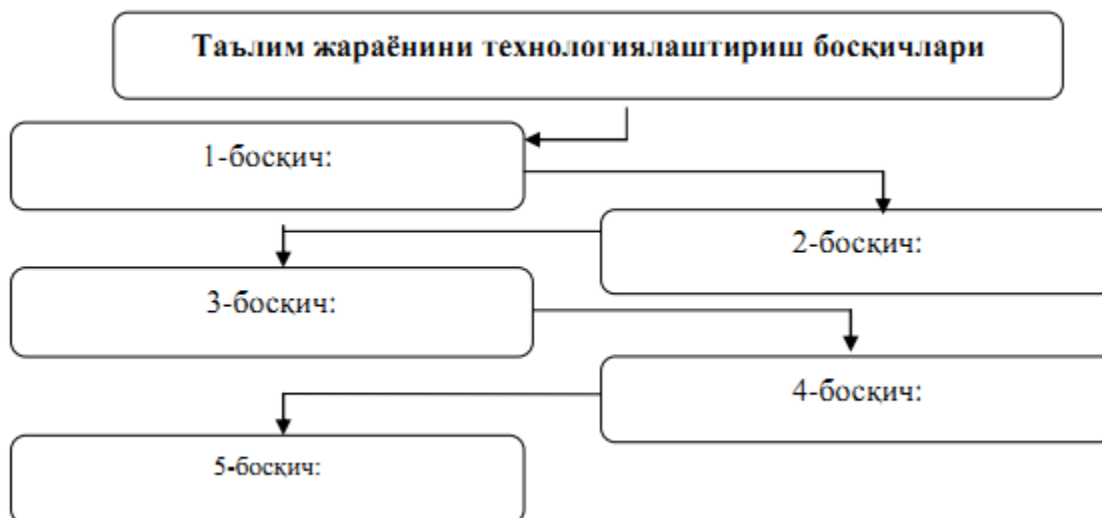 Таълим жараёнини технологиялаштириш босқичлари
1-босқич:
2-босқич:
3-босқич:
4-босқич:
5-босқич: